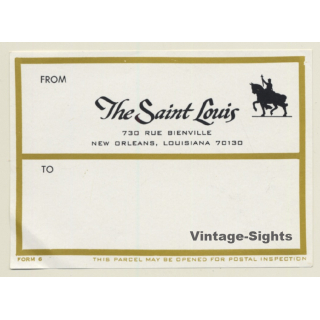 FROM
The Saint Louis
730 RUE BIENVILLE
NEW ORLEANS, LOUISIANA 70130
TO
Vintage-Sights
FORM 6
THIS PARCEL MAY BE OPENED FOR POSTAL INSPECTION